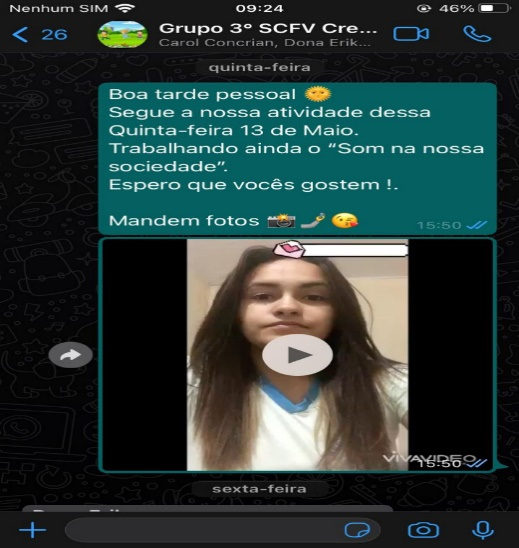 Nenhum SIM 09:24 46%
26 Grupo 3º SCFV Cre...
Carol Concrian, Dona Erik...
quinta-feira
Boa tarde pessoal
Segue a nossa atividade dessa
Quinta-feira 13 de Maio.
Trabalhando ainda o “Som na nossa
sociedade”.
Espero que vocês gostem !.
Mandem fotos 15:50
VIVAVIDEO
15:50
sexta-feira